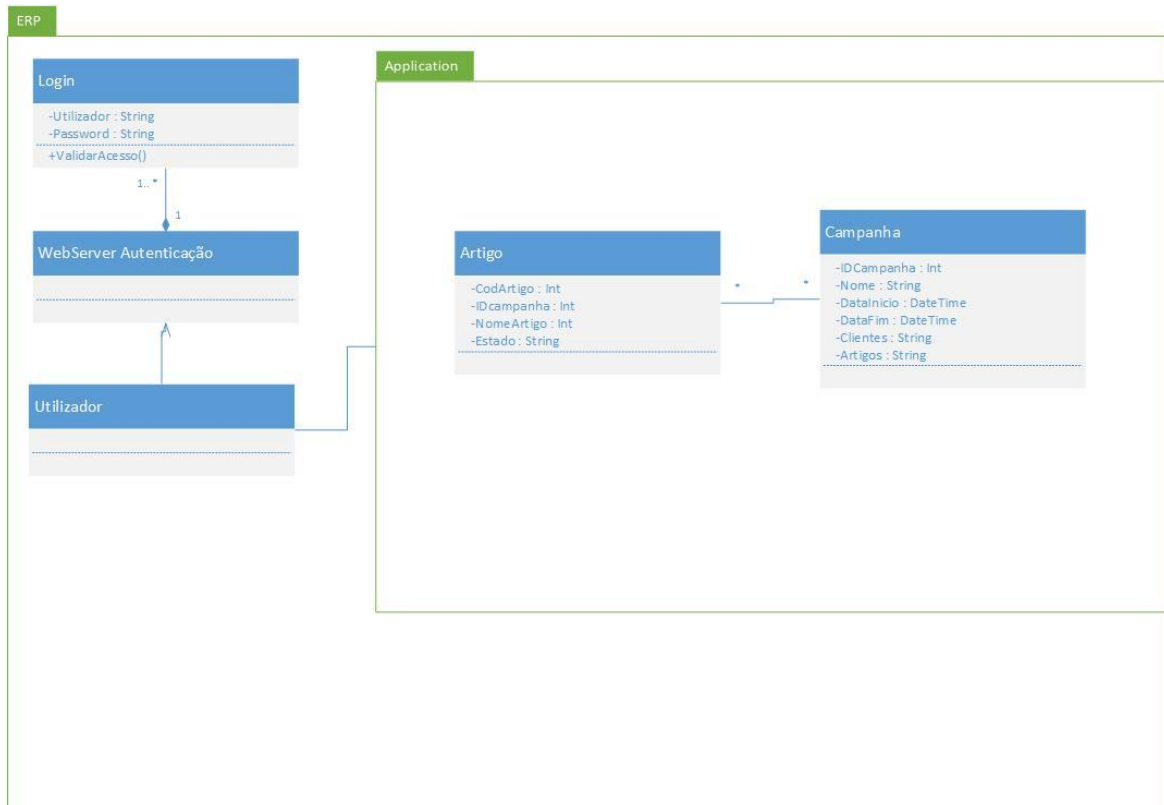 ERP
Application
Login
-Utilizador : String
-Password : String
+ValidarAcesso()
1.. *
1
WebServer Autenticação
Utilizador
Artigo
-CodArtigo : Int
-IDcampanha : Int
-NomeArtigo : Int
-Estado : String
*
*
Campanha
-IDCampanha : Int
-Nome : String
-DataInicio : DateTime
-DataFim : DateTime
-Clientes : String
-Artigos : String